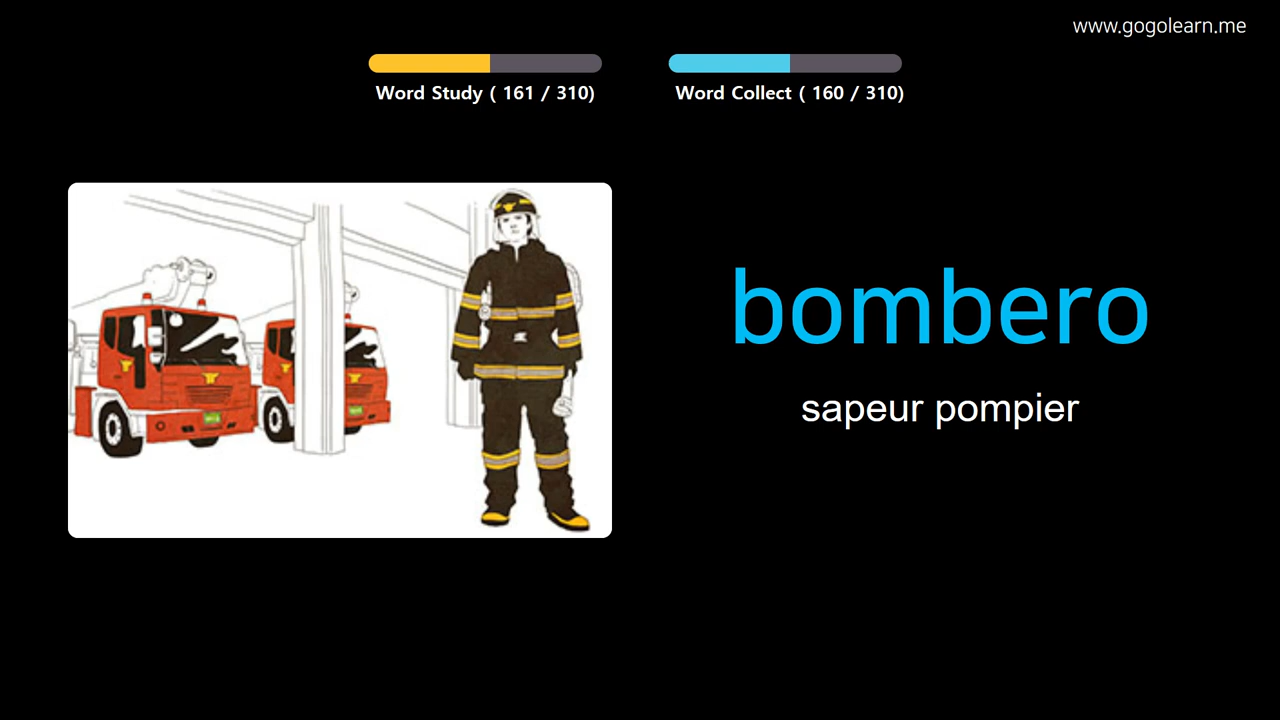 www.gogolearn.me
Word Study ( 161 / 310)
Word Collect ( 160 / 310)
bombero
sapeur pompier